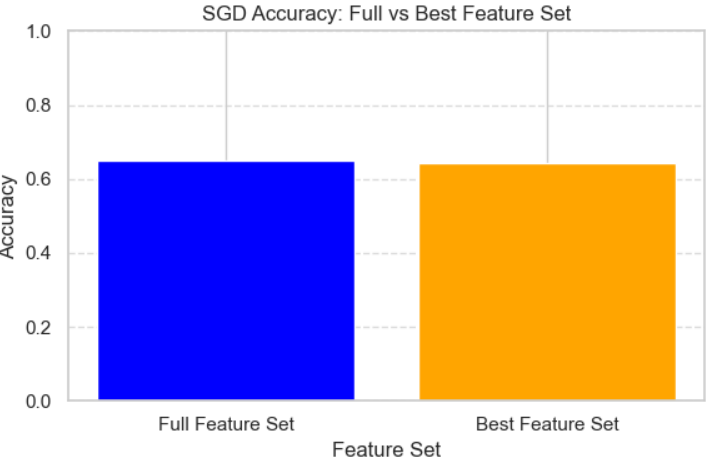 SGD Accuracy: Full vs Best Feature Set
1.0
0.8
0.6
0.4
0.2
0.0
Accuracy
Full Feature Set
Best Feature Set
Feature Set